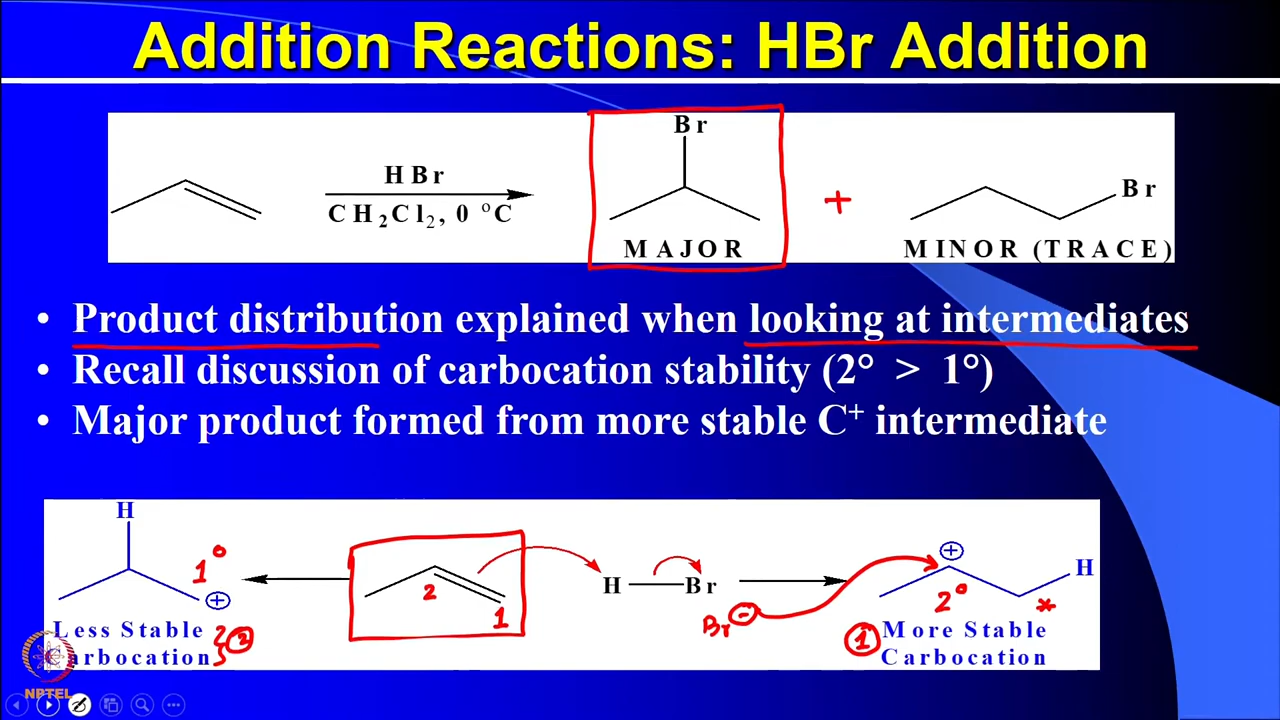 Addition Reactions: HBr Addition
HBr
CH₂Cl₂, 0 °C
Br
MAJOR
+
Br
MINOR (TRACE)
• Product distribution explained when looking at intermediates
• Recall discussion of carbocation stability (2° > 1°)
• Major product formed from more stable C⁺ intermediate
H
1°
⊕
Less Stable
Carbocation
2
2
1
H—Br
Br⊖
⊕
H
2°
*
1
More Stable
Carbocation
NPTEL